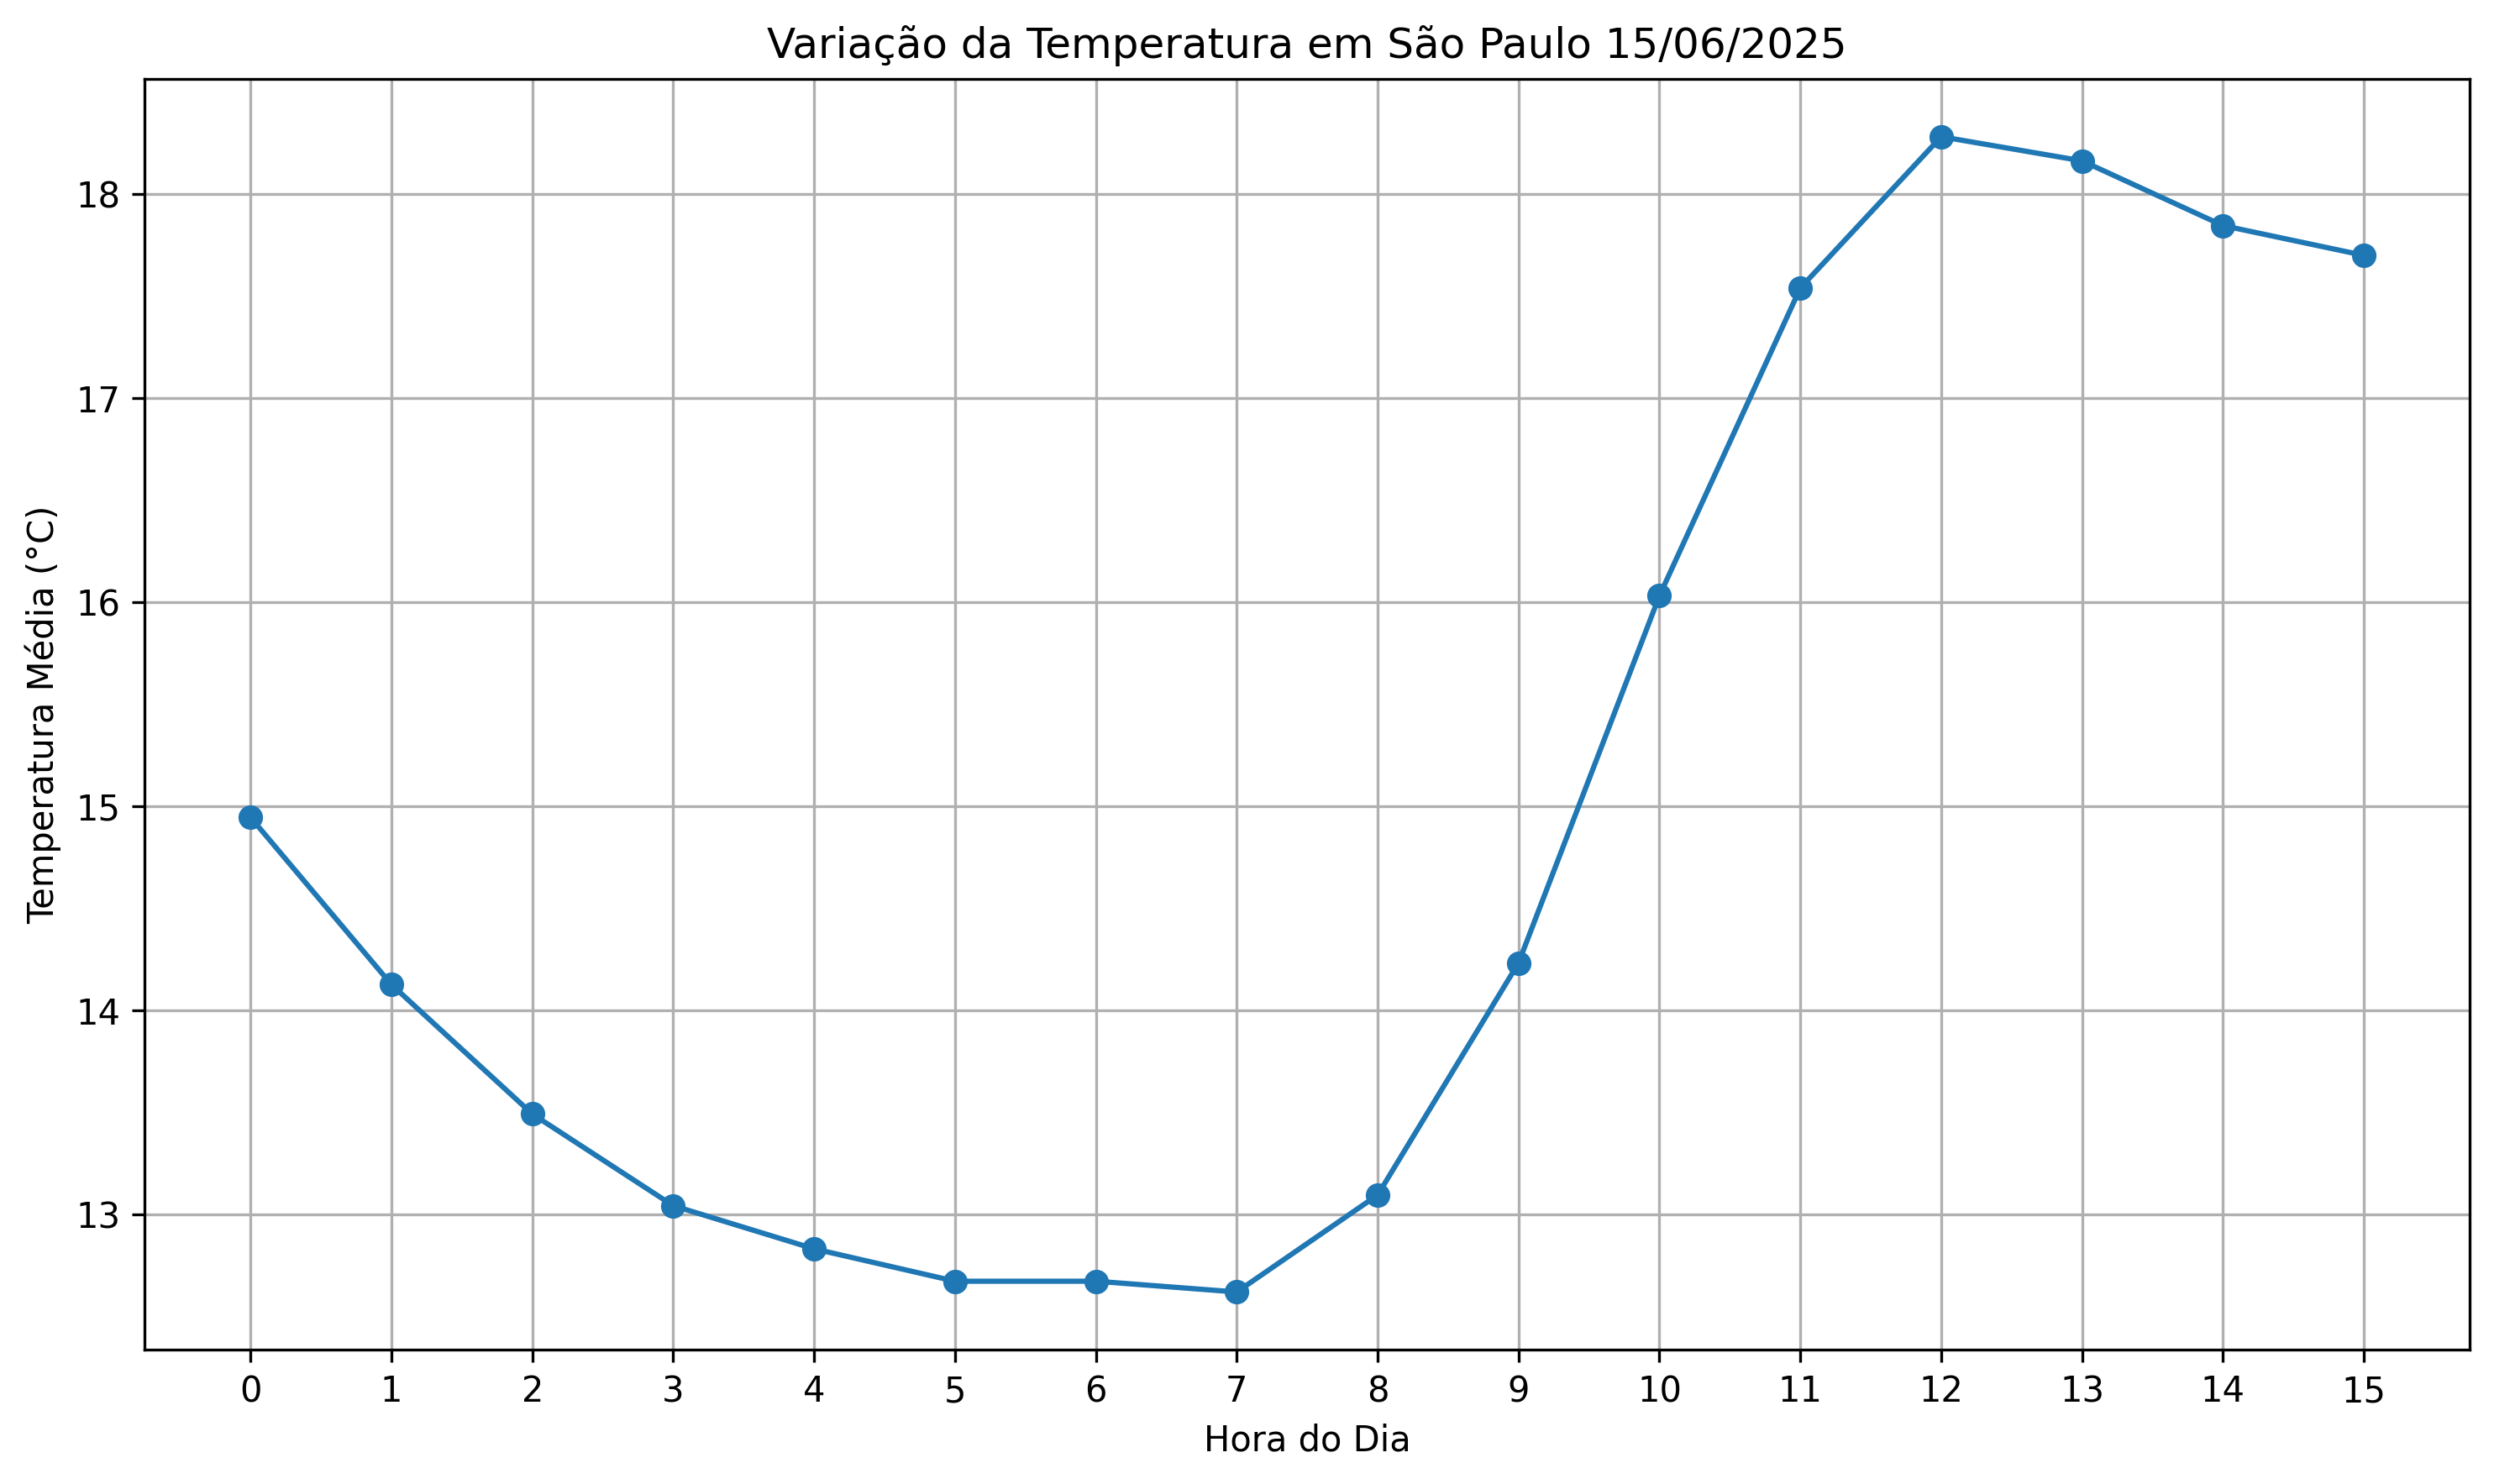 Variação da Temperatura em São Paulo 15/06/2025
Temperatura Média (°C)
18
17
16
15
14
13
0 1 2 3 4 5 6 7 8 9 10 11 12 13 14 15
Hora do Dia